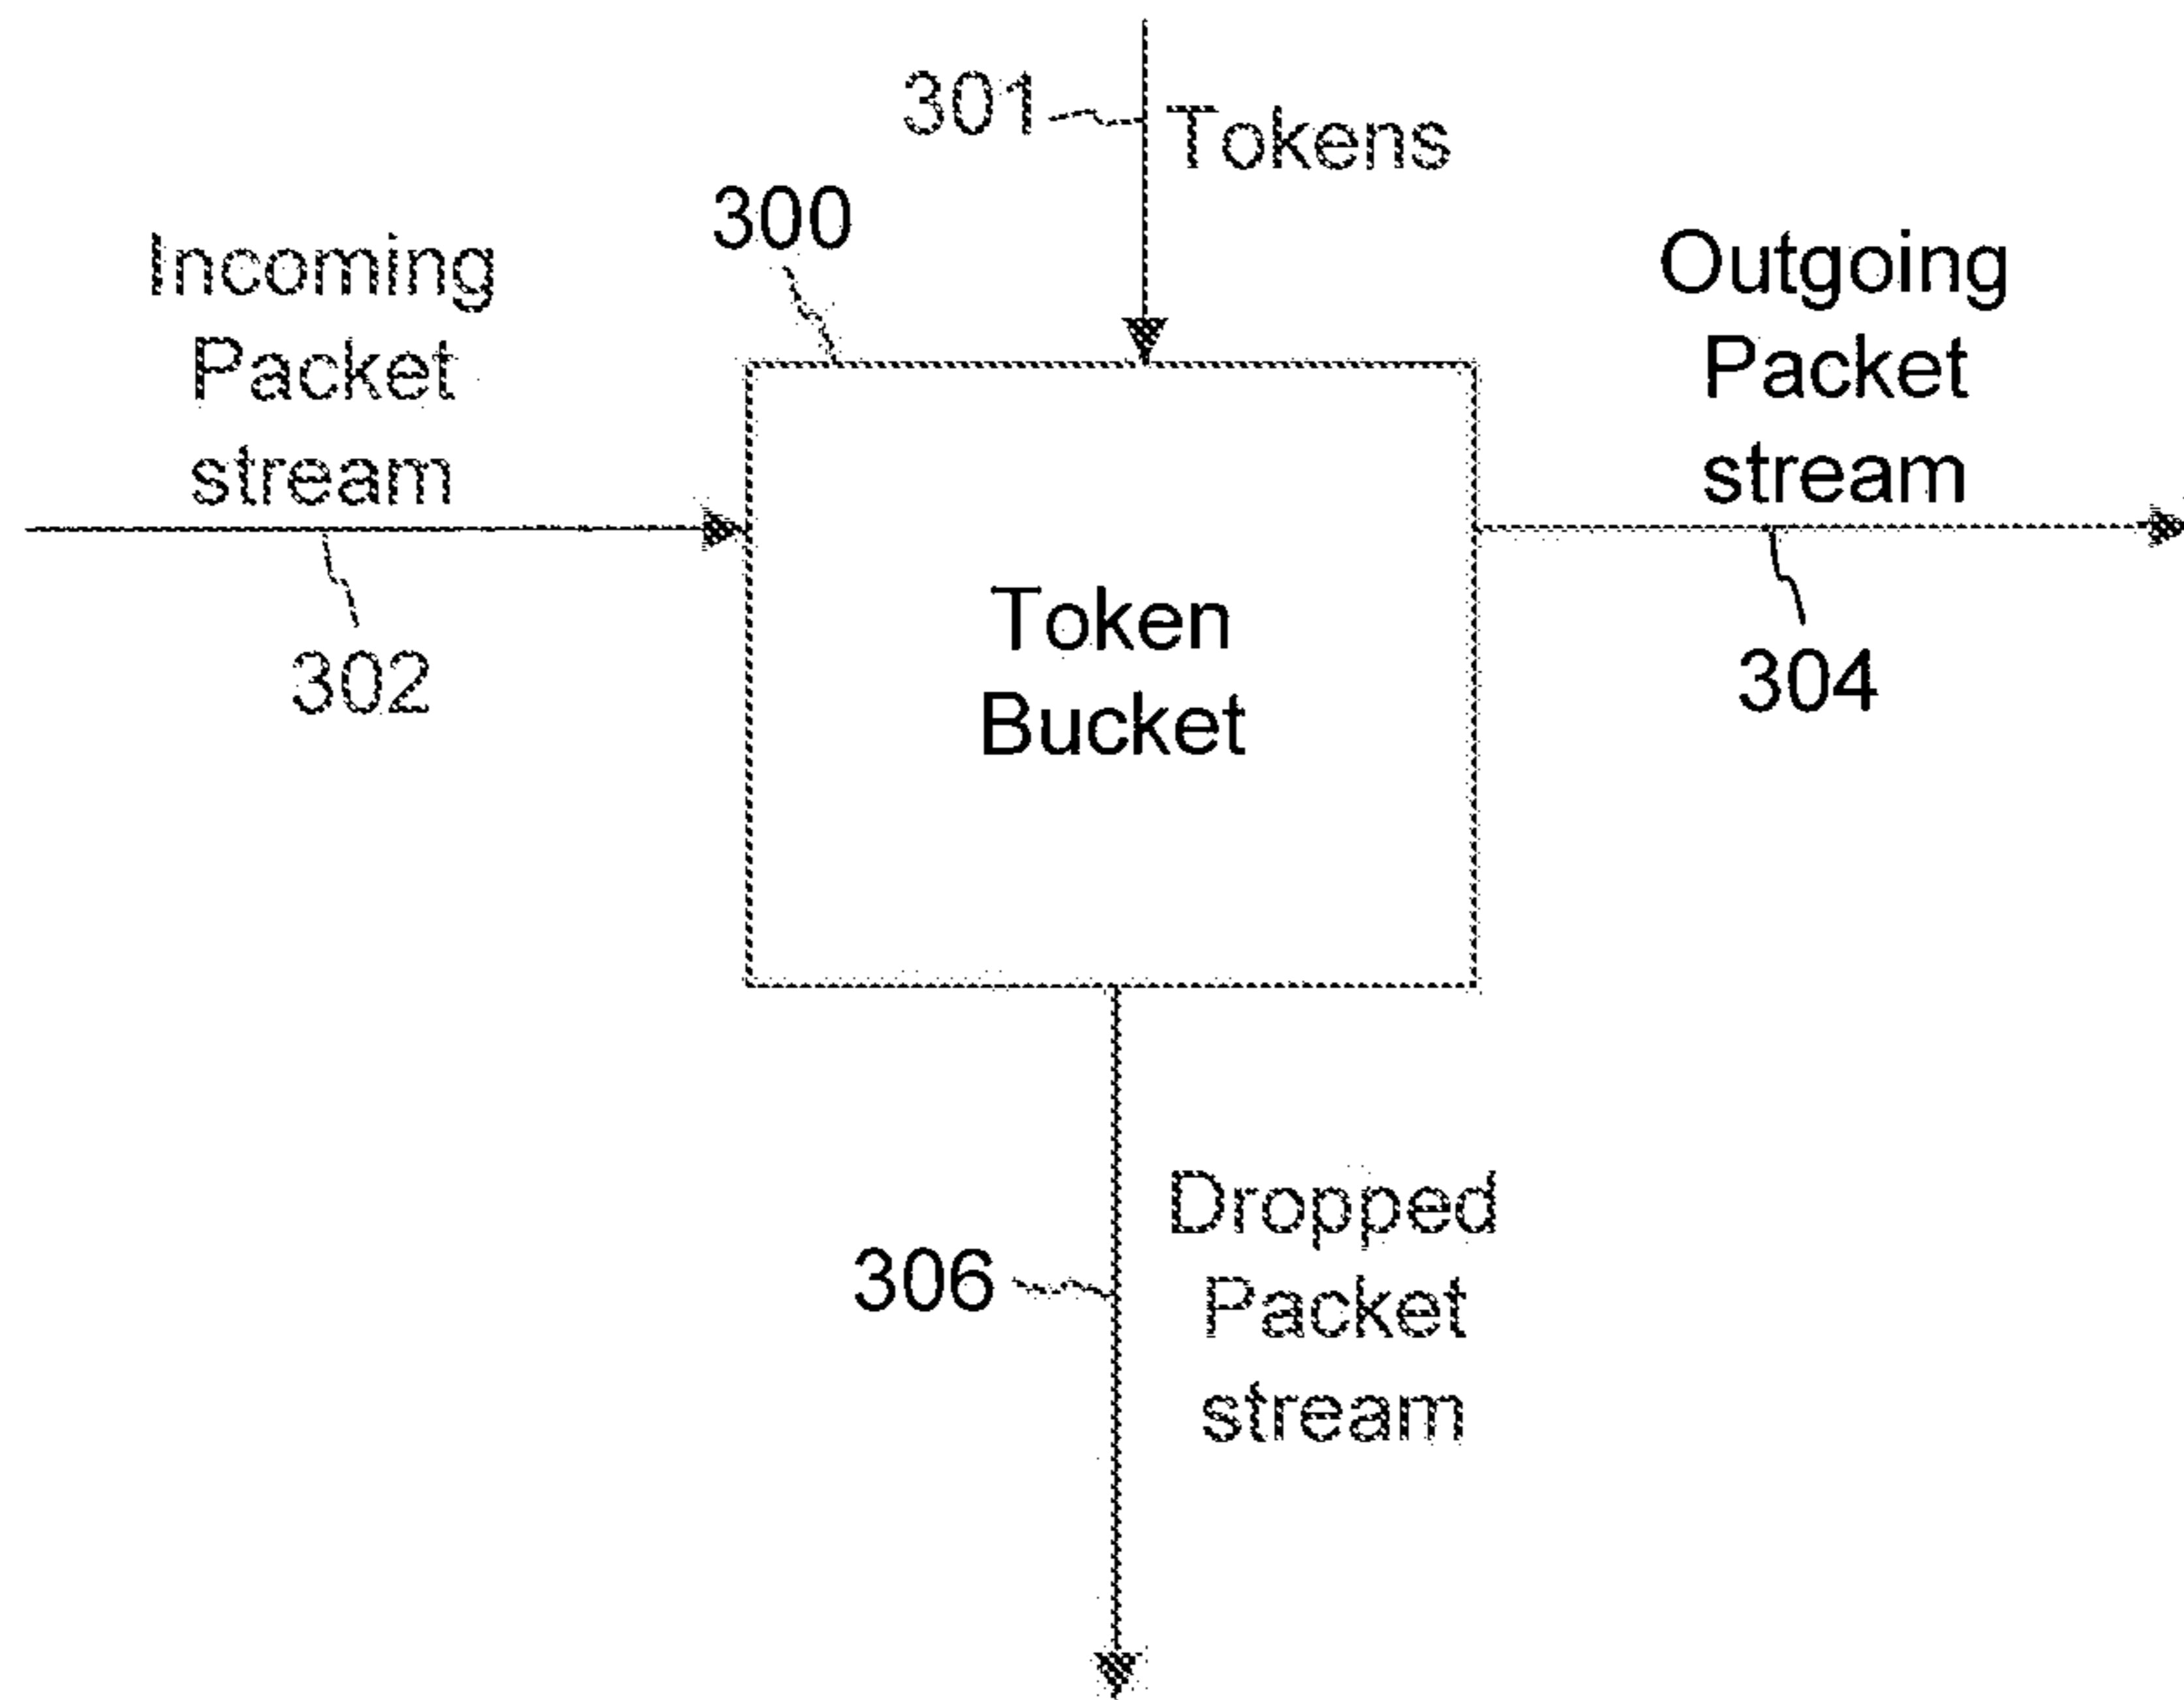 301
Tokens
300
Incoming
Packet
stream
Outgoing
Packet
stream
302
304
Token
Bucket
306
Dropped
Packet
stream